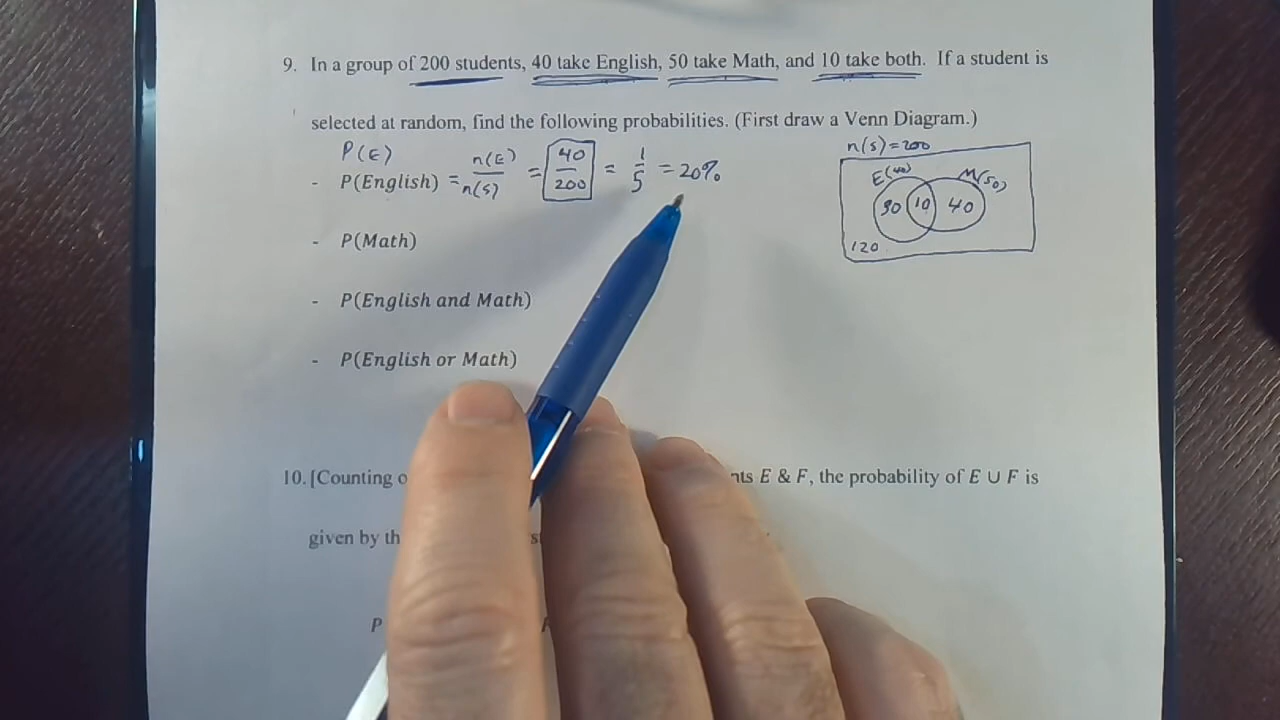 9. In a group of 200 students, 40 take English, 50 take Math, and 10 take both. If a student is
selected at random, find the following probabilities. (First draw a Venn Diagram.)
n(S)=200
P(E)
- P(English) = n(E)/n(S) = 40/200 = 1/5 = 20%
E(40) M(50)
30 10 40
120
- P(Math)
- P(English and Math)
- P(English or Math)
10. [Counting E & F, the probability of E ∪ F is
given by
P